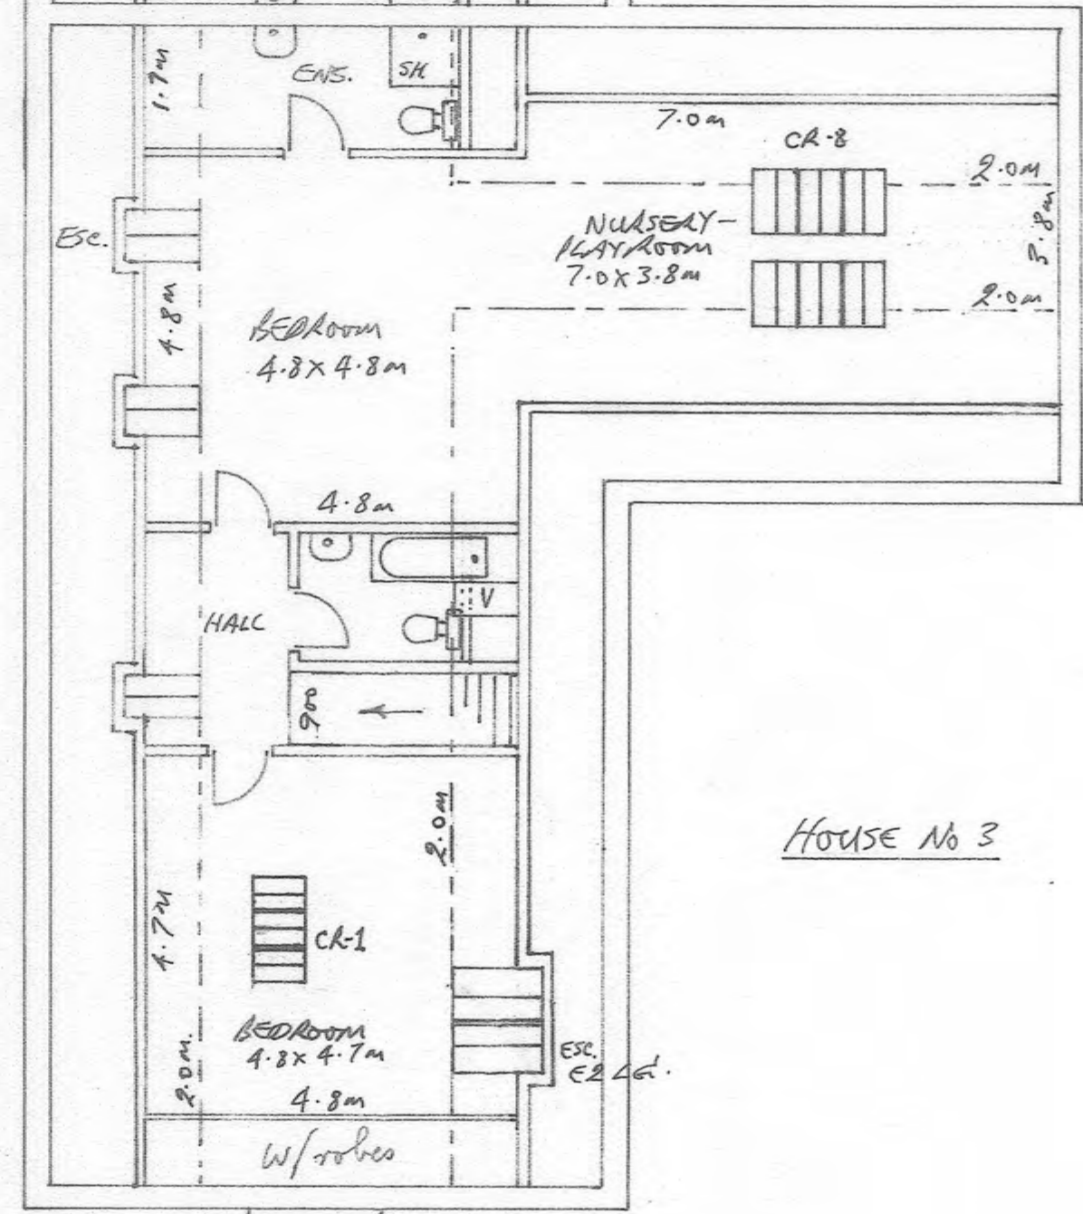 1.7m
ENS.
SH
7.0m
CR-8
2.0m
NURSERY-
PLAYROOM
7.0 X 3.8m
3.8m
2.0m
ESC.
4.8m
BEDROOM
4.8 X 4.8m
4.8m
V
HALL
900
2.0m
HOUSE No 3
4.7m
CR-1
BEDROOM
4.8 X 4.7m
ESC.
2.0m.
4.8m
W/robes